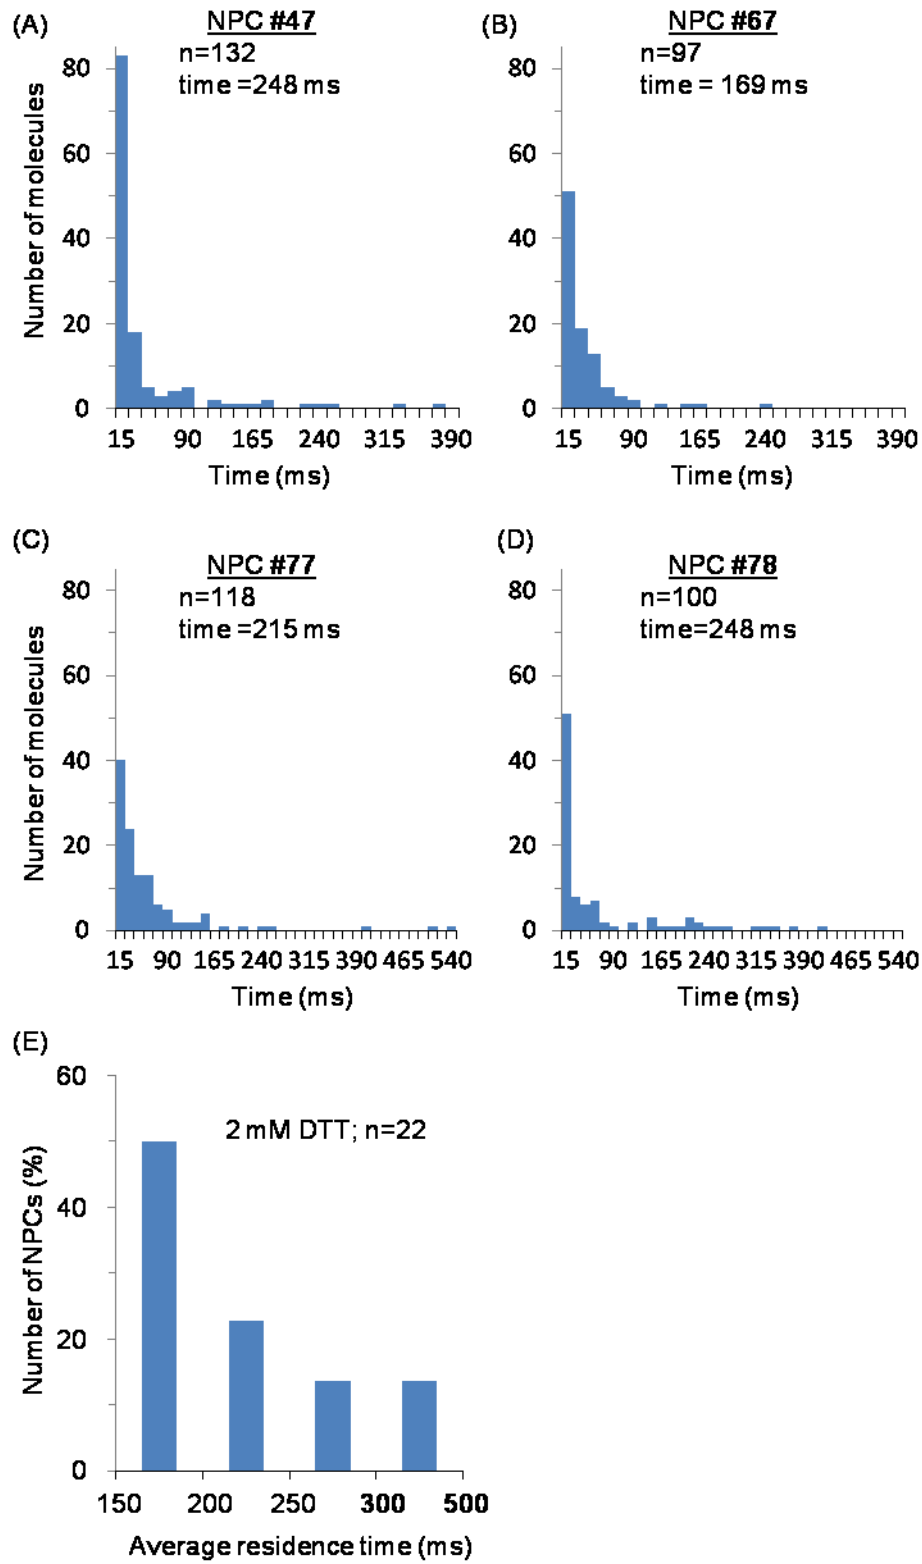 (A)
NPC #47
n=132
time =248 ms
Number of molecules
80
60
40
20
0
15 90 165 240 315 390
Time (ms)
(B)
NPC #67
n=97
time = 169 ms
80
60
40
20
0
15 90 165 240 315 390
Time (ms)
(C)
NPC #77
n=118
time =215 ms
Number of molecules
80
60
40
20
0
15 90 165 240 315 390 465 540
Time (ms)
(D)
NPC #78
n=100
time=248 ms
80
60
40
20
0
15 90 165 240 315 390 465 540
Time (ms)
(E)
2 mM DTT; n=22
Number of NPCs (%)
60
40
20
0
150 200 250 300 500
Average residence time (ms)